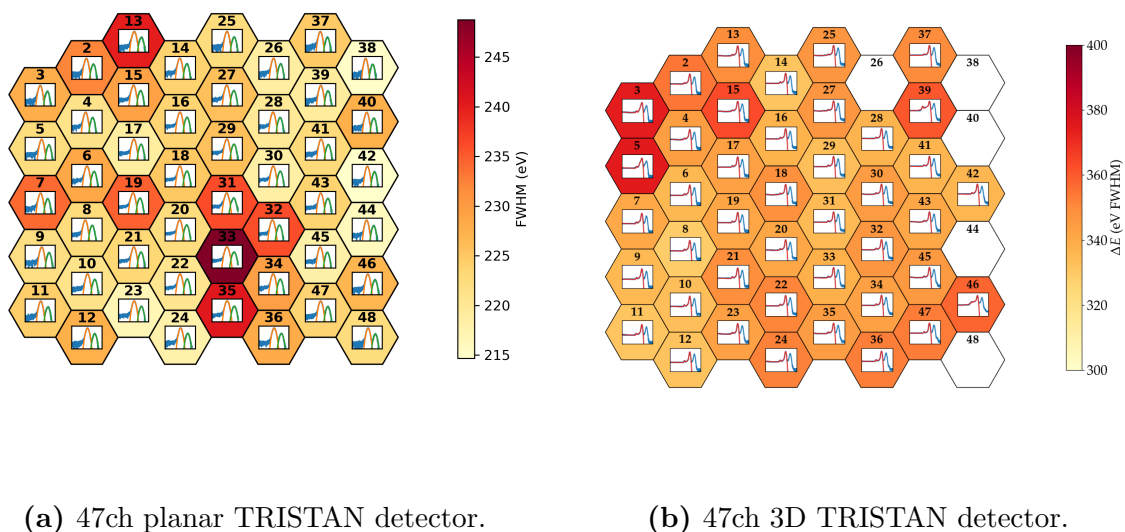 13 25 37
2 14 26 38
3 15 27 39
4 16 28 40
5 17 29 41
6 18 30 42
7 19 31 43
8 20 32 44
9 21 33 45
10 22 34 46
11 23 35 47
12 24 36 48
245
240
235
230
225
220
215
FWHM (eV)
13 25 37
2 14 26 38
3 15 27 39
4 16 28 40
5 17 29 41
6 18 30 42
7 19 31 43
8 20 32 44
9 21 33 45
10 22 34 46
11 23 35 47
12 24 36 48
400
380
360
340
320
300
ΔE (eV FWHM)
(a) 47ch planar TRISTAN detector.
(b) 47ch 3D TRISTAN detector.